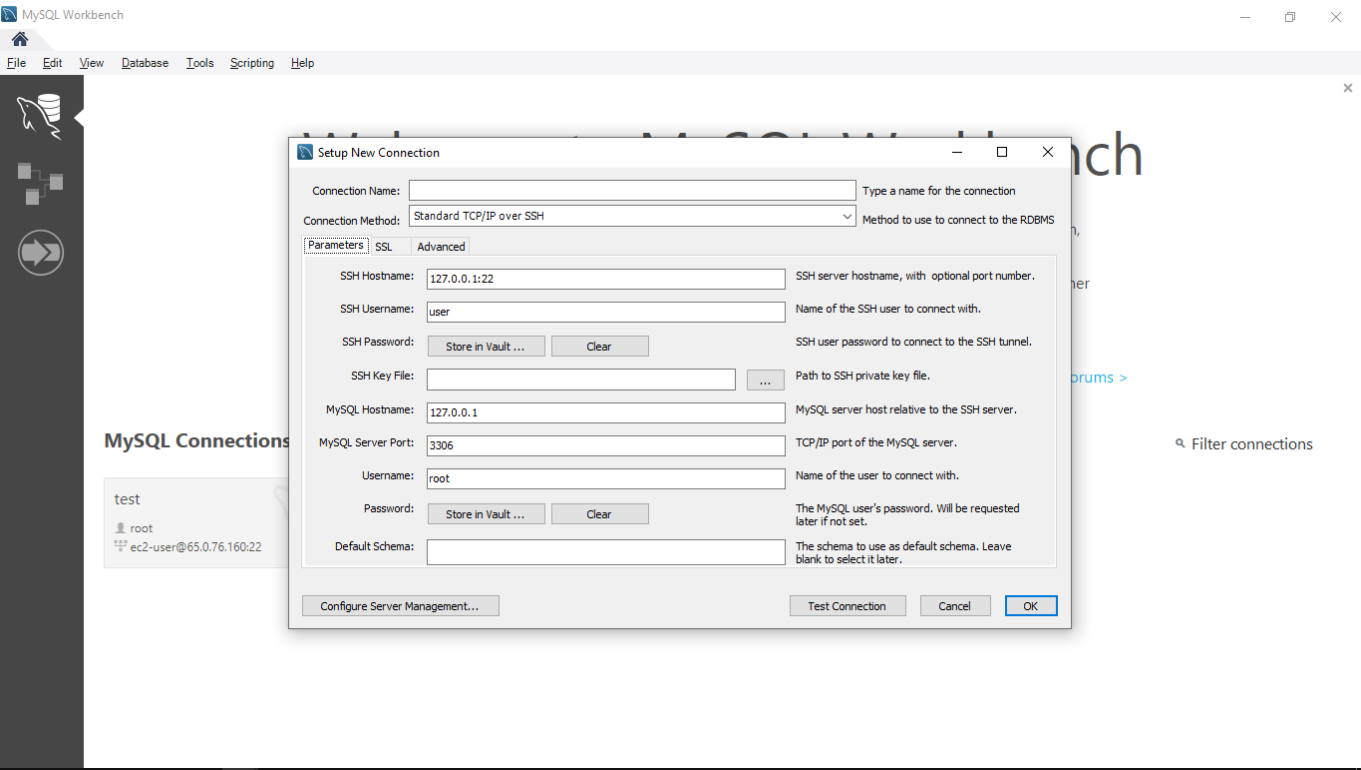 MySQL Workbench
File Edit View Database Tools Scripting Help
Setup New Connection
Connection Name: Type a name for the connection
Connection Method: Standard TCP/IP over SSH Method to use to connect to the RDBMS
Parameters SSL Advanced
SSH Hostname: 127.0.0.1:22 SSH server hostname, with optional port number.
SSH Username: user Name of the SSH user to connect with.
SSH Password: Store in Vault ... Clear SSH user password to connect to the SSH tunnel.
SSH Key File: ... Path to SSH private key file.
MySQL Hostname: 127.0.0.1 MySQL server host relative to the SSH server.
MySQL Server Port: 3306 TCP/IP port of the MySQL server.
Username: root Name of the user to connect with.
Password: Store in Vault ... Clear The MySQL user's password. Will be requested
later if not set.
Default Schema: The schema to use as default schema. Leave
blank to select it later.
Configure Server Management... Test Connection Cancel OK
MySQL Connections
Filter connections
test
root
ec2-user@65.0.76.160:22